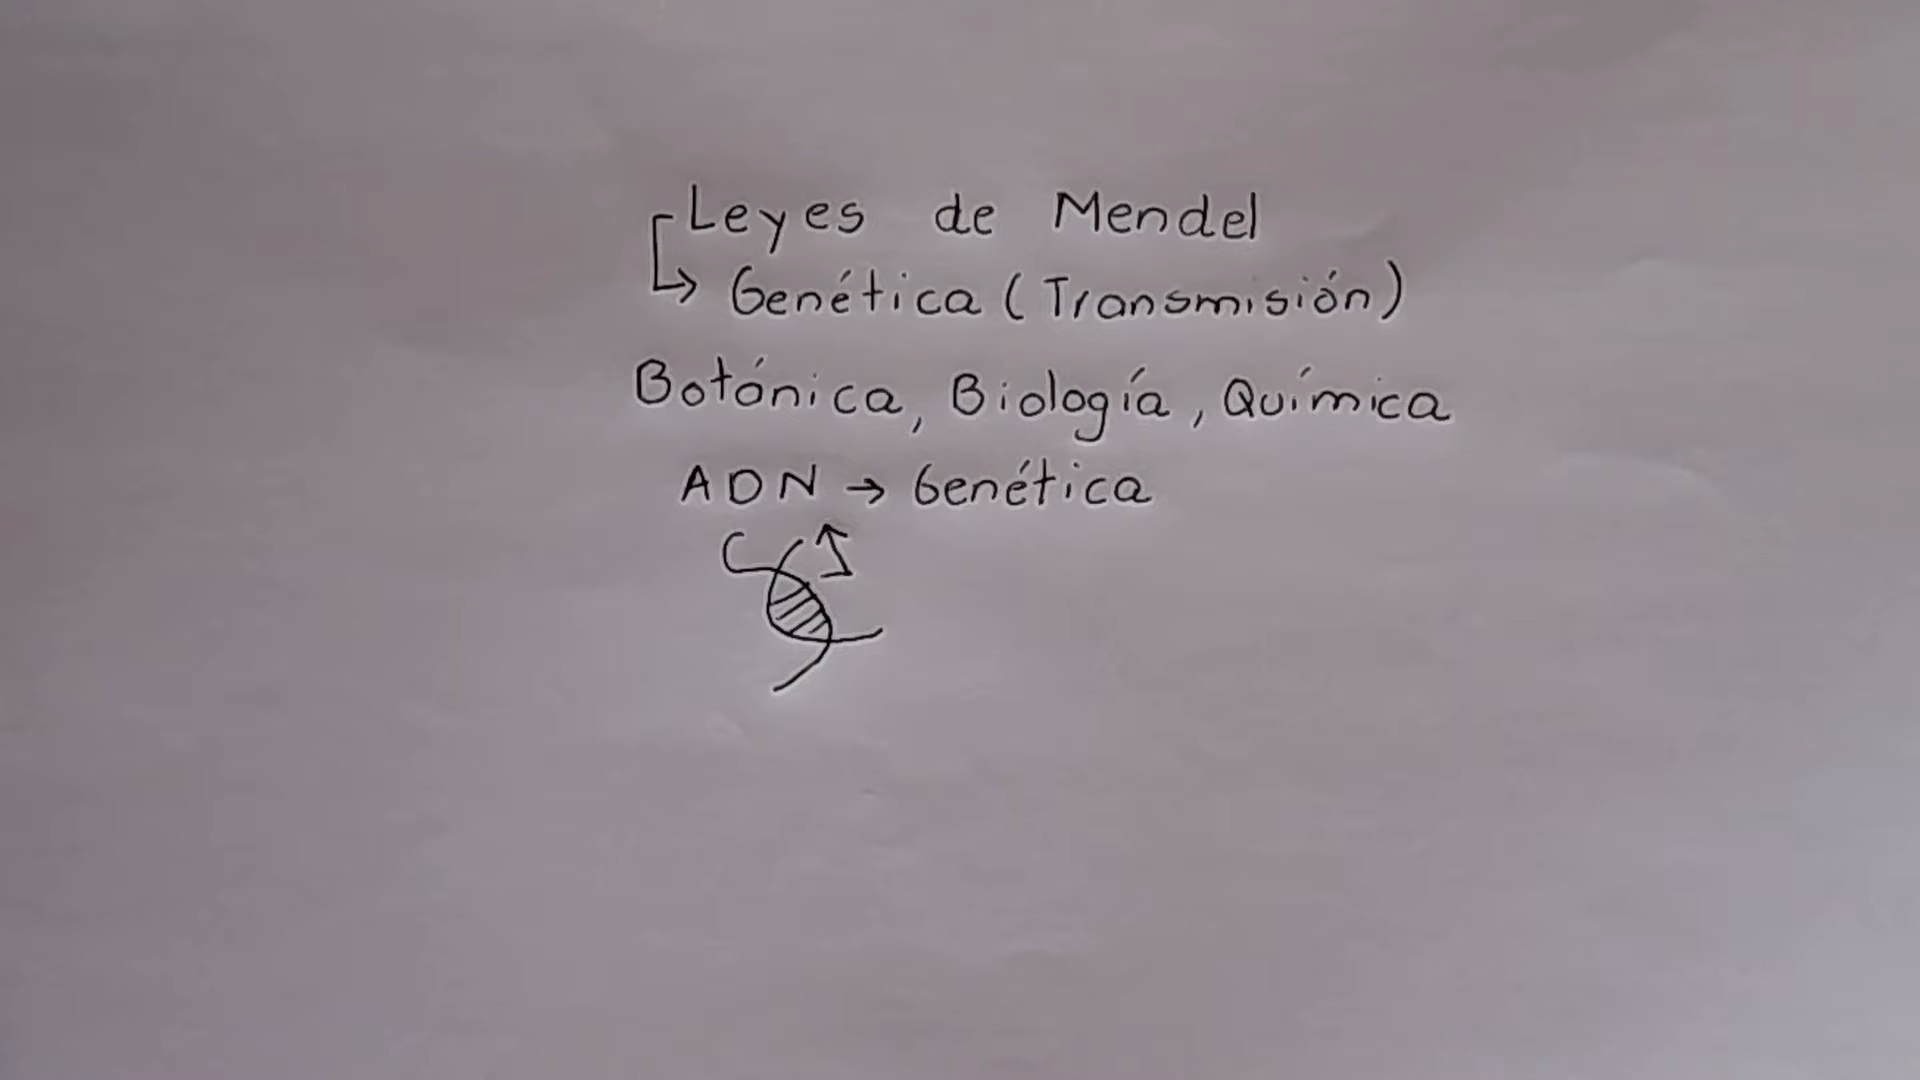 Leyes de Mendel
→ Genética (Transmisión)
Botánica, Biología, Química
ADN → Genética